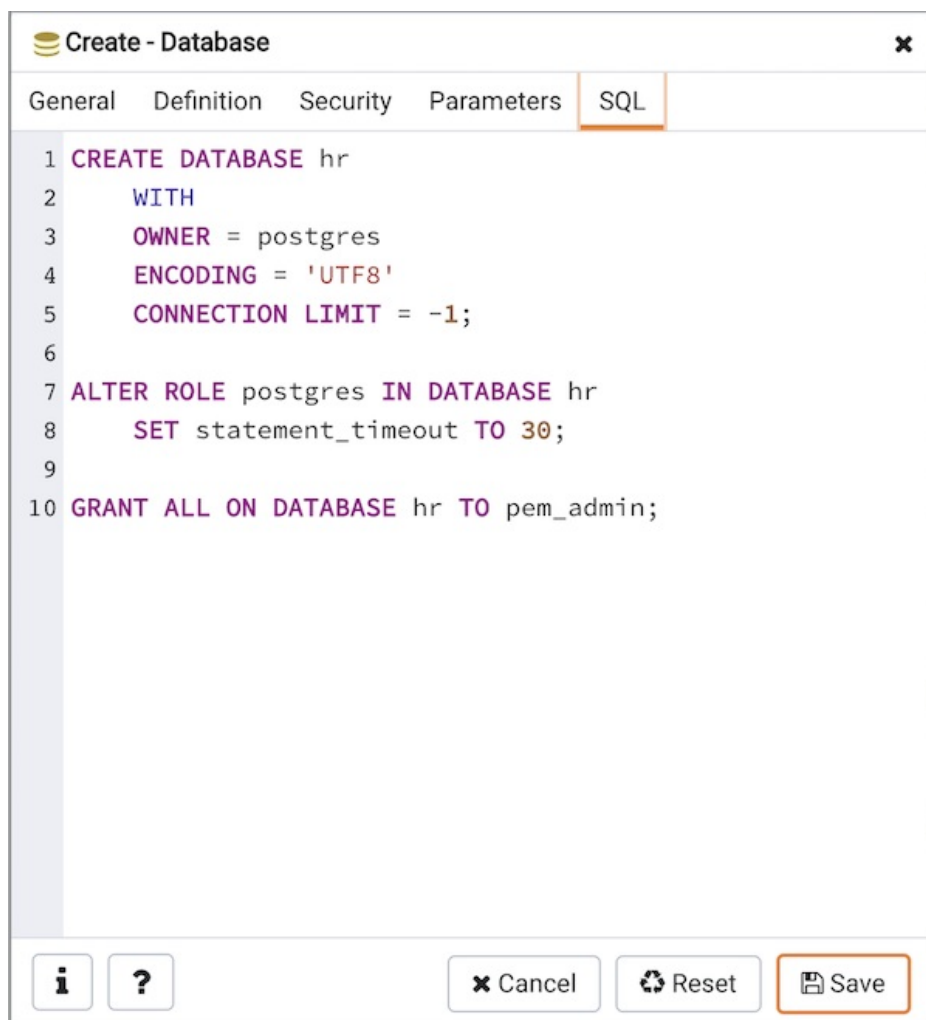 Create - Database
General Definition Security Parameters SQL
1 CREATE DATABASE hr
2 WITH
3 OWNER = postgres
4 ENCODING = 'UTF8'
5 CONNECTION LIMIT = -1;
6
7 ALTER ROLE postgres IN DATABASE hr
8 SET statement_timeout TO 30;
9
10 GRANT ALL ON DATABASE hr TO pem_admin;
i ? Cancel Reset Save